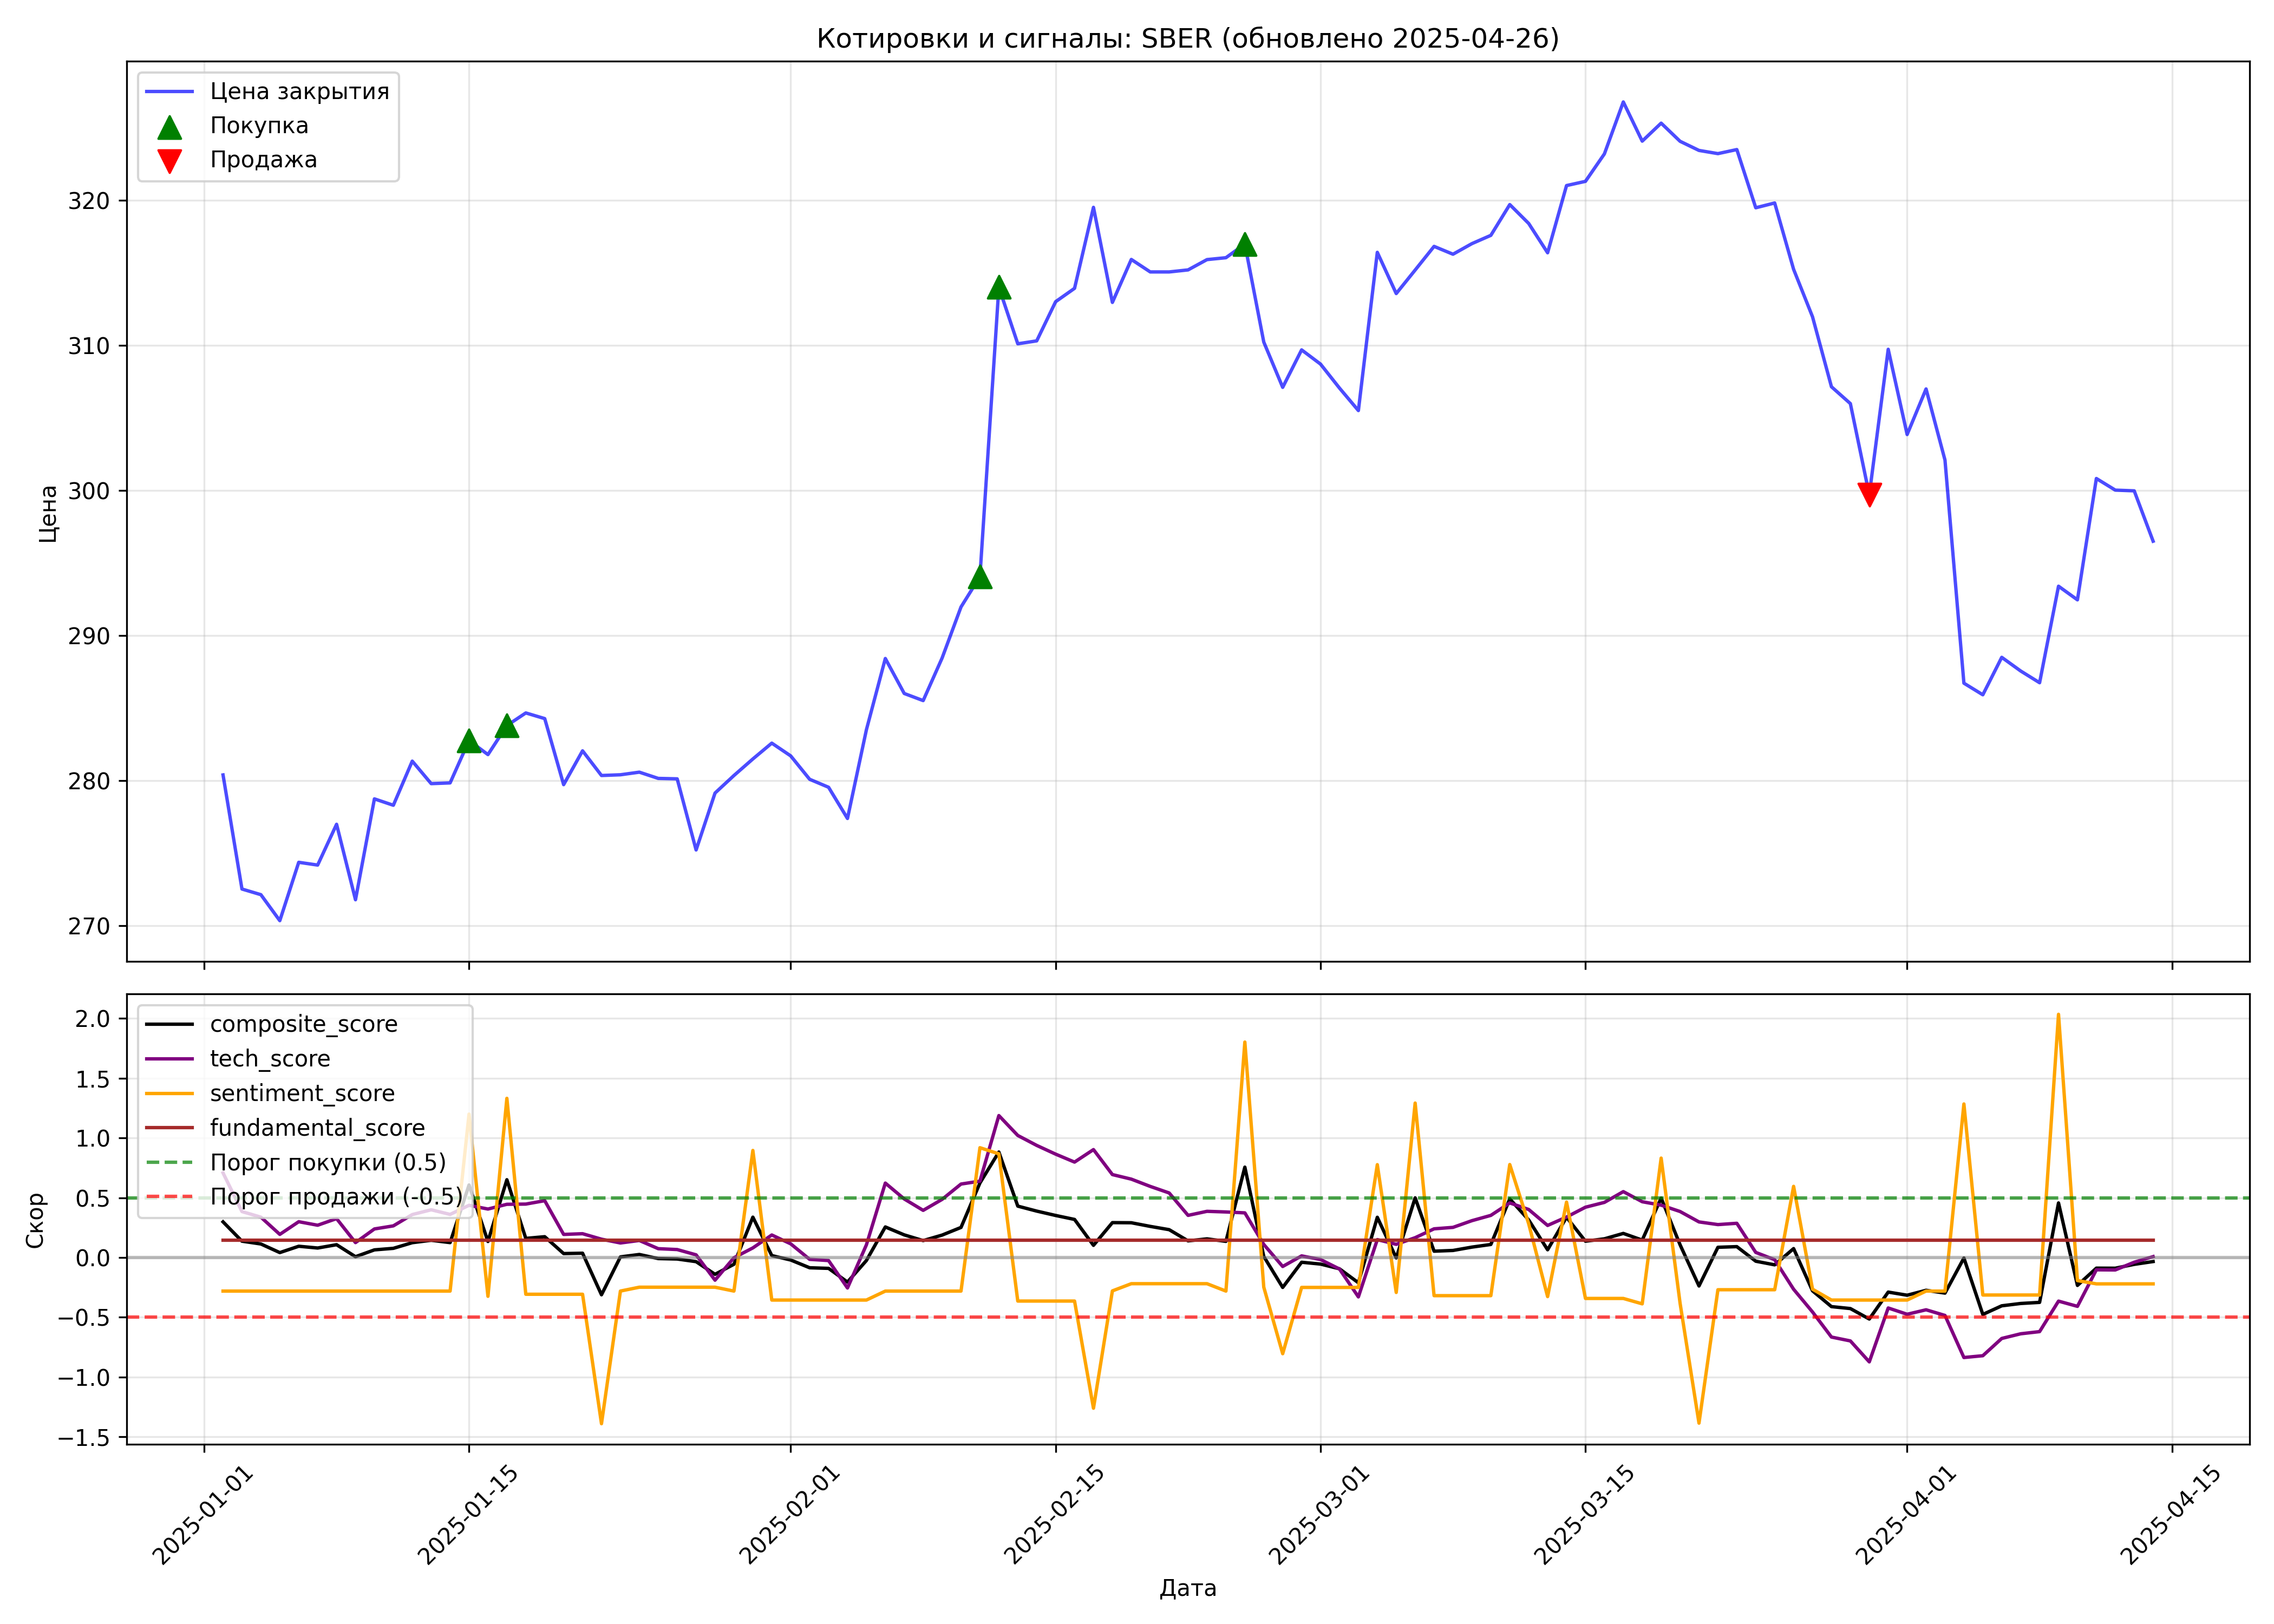 Котировки и сигналы: SBER (обновлено 2025-04-26)
Цена закрытия
Покупка
Продажа
320
310
300
290
280
270
Цена
composite_score
tech_score
sentiment_score
fundamental_score
Порог покупки (0.5)
Порог продажи (-0.5)
2.0
1.5
1.0
0.5
0.0
−0.5
−1.0
−1.5
Скор
2025-01-01
2025-01-15
2025-02-01
2025-02-15
2025-03-01
2025-03-15
2025-04-01
2025-04-15
Дата